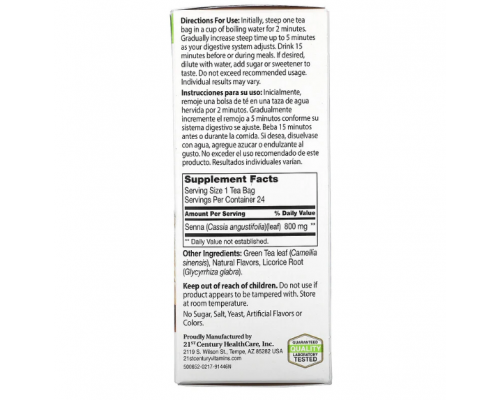 Directions For Use: Initially, steep one tea
bag in a cup of boiling water for 2 minutes.
Gradually increase steep time up to 5 minutes
as your digestive system adjusts. Drink 15
minutes before or during meals. If desired,
dilute with water, add sugar or sweetener to
taste. Do not exceed recommended usage.
Individual results may vary.
Instrucciones para su uso: Inicialmente,
remoje una bolsa de té en una taza de agua
hervida por 2 minutos. Gradualmente
incremente el remojo a 5 minutos conforme su
sistema digestivo se ajuste. Beba 15 minutos
antes o durante la comida. Si desea, disuelvase
con agua, agregue azucar o endulzante al
gusto. No exceder el uso recomendado de este
producto. Resultados individuales varían.
Supplement Facts
Serving Size 1 Tea Bag
Servings Per Container 24
Amount Per Serving % Daily Value
Senna (Cassia angustifolia)(leaf) 800 mg **
** Daily Value not established.
Other Ingredients: Green Tea leaf (Camellia
sinensis), Natural Flavors, Licorice Root
(Glycyrrhiza glabra).
Keep out of reach of children. Do not use if
product appears to be tampered with. Store
at room temperature.
No Sugar, Salt, Yeast, Artificial Flavors or
Colors.
Proudly Manufactured by
21st Century HealthCare, Inc.
2119 S. Wilson St., Tempe, AZ 85282 USA
21stcenturyvitamins.com
580852-0217-91446N
GUARANTEED
QUALITY
LABORATORY
TESTED